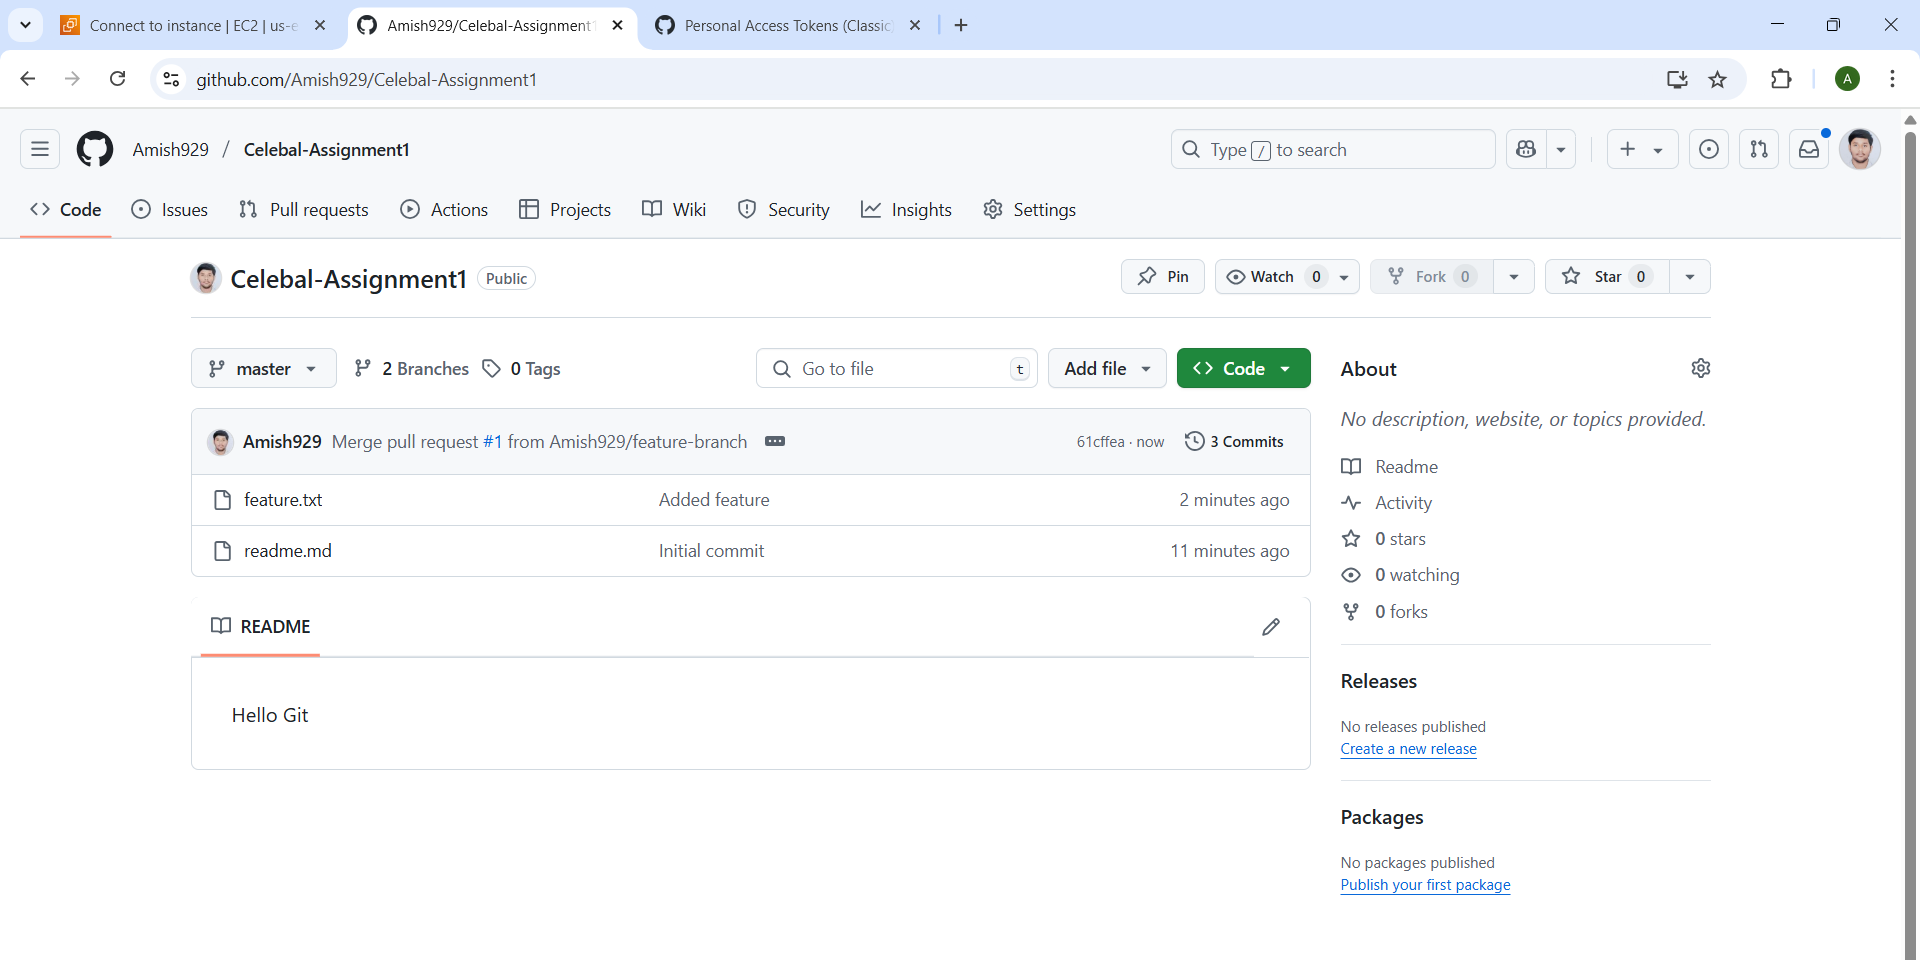 Connect to instance | EC2 | us-e
Amish929/Celebal-Assignment1
Personal Access Tokens (Classic)
github.com/Amish929/Celebal-Assignment1
A
Amish929 / Celebal-Assignment1
Type / to search
Code
Issues
Pull requests
Actions
Projects
Wiki
Security
Insights
Settings
Celebal-Assignment1 Public
Pin
Watch 0
Fork 0
Star 0
master
2 Branches
0 Tags
Go to file t
Add file
Code
Amish929 Merge pull request #1 from Amish929/feature-branch
61cffea · now
3 Commits
feature.txt Added feature 2 minutes ago
readme.md Initial commit 11 minutes ago
README
Hello Git
About
No description, website, or topics provided.
Readme
Activity
0 stars
0 watching
0 forks
Releases
No releases published
Create a new release
Packages
No packages published
Publish your first package